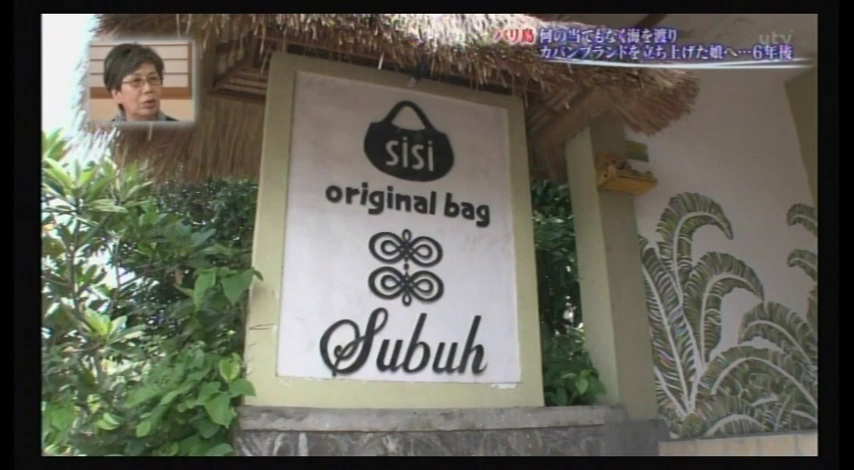 バリ島 何の当てもなく海を渡り
カバンブランドを立ち上げた娘へ…6年後
utv
sisi
original bag
Subuh